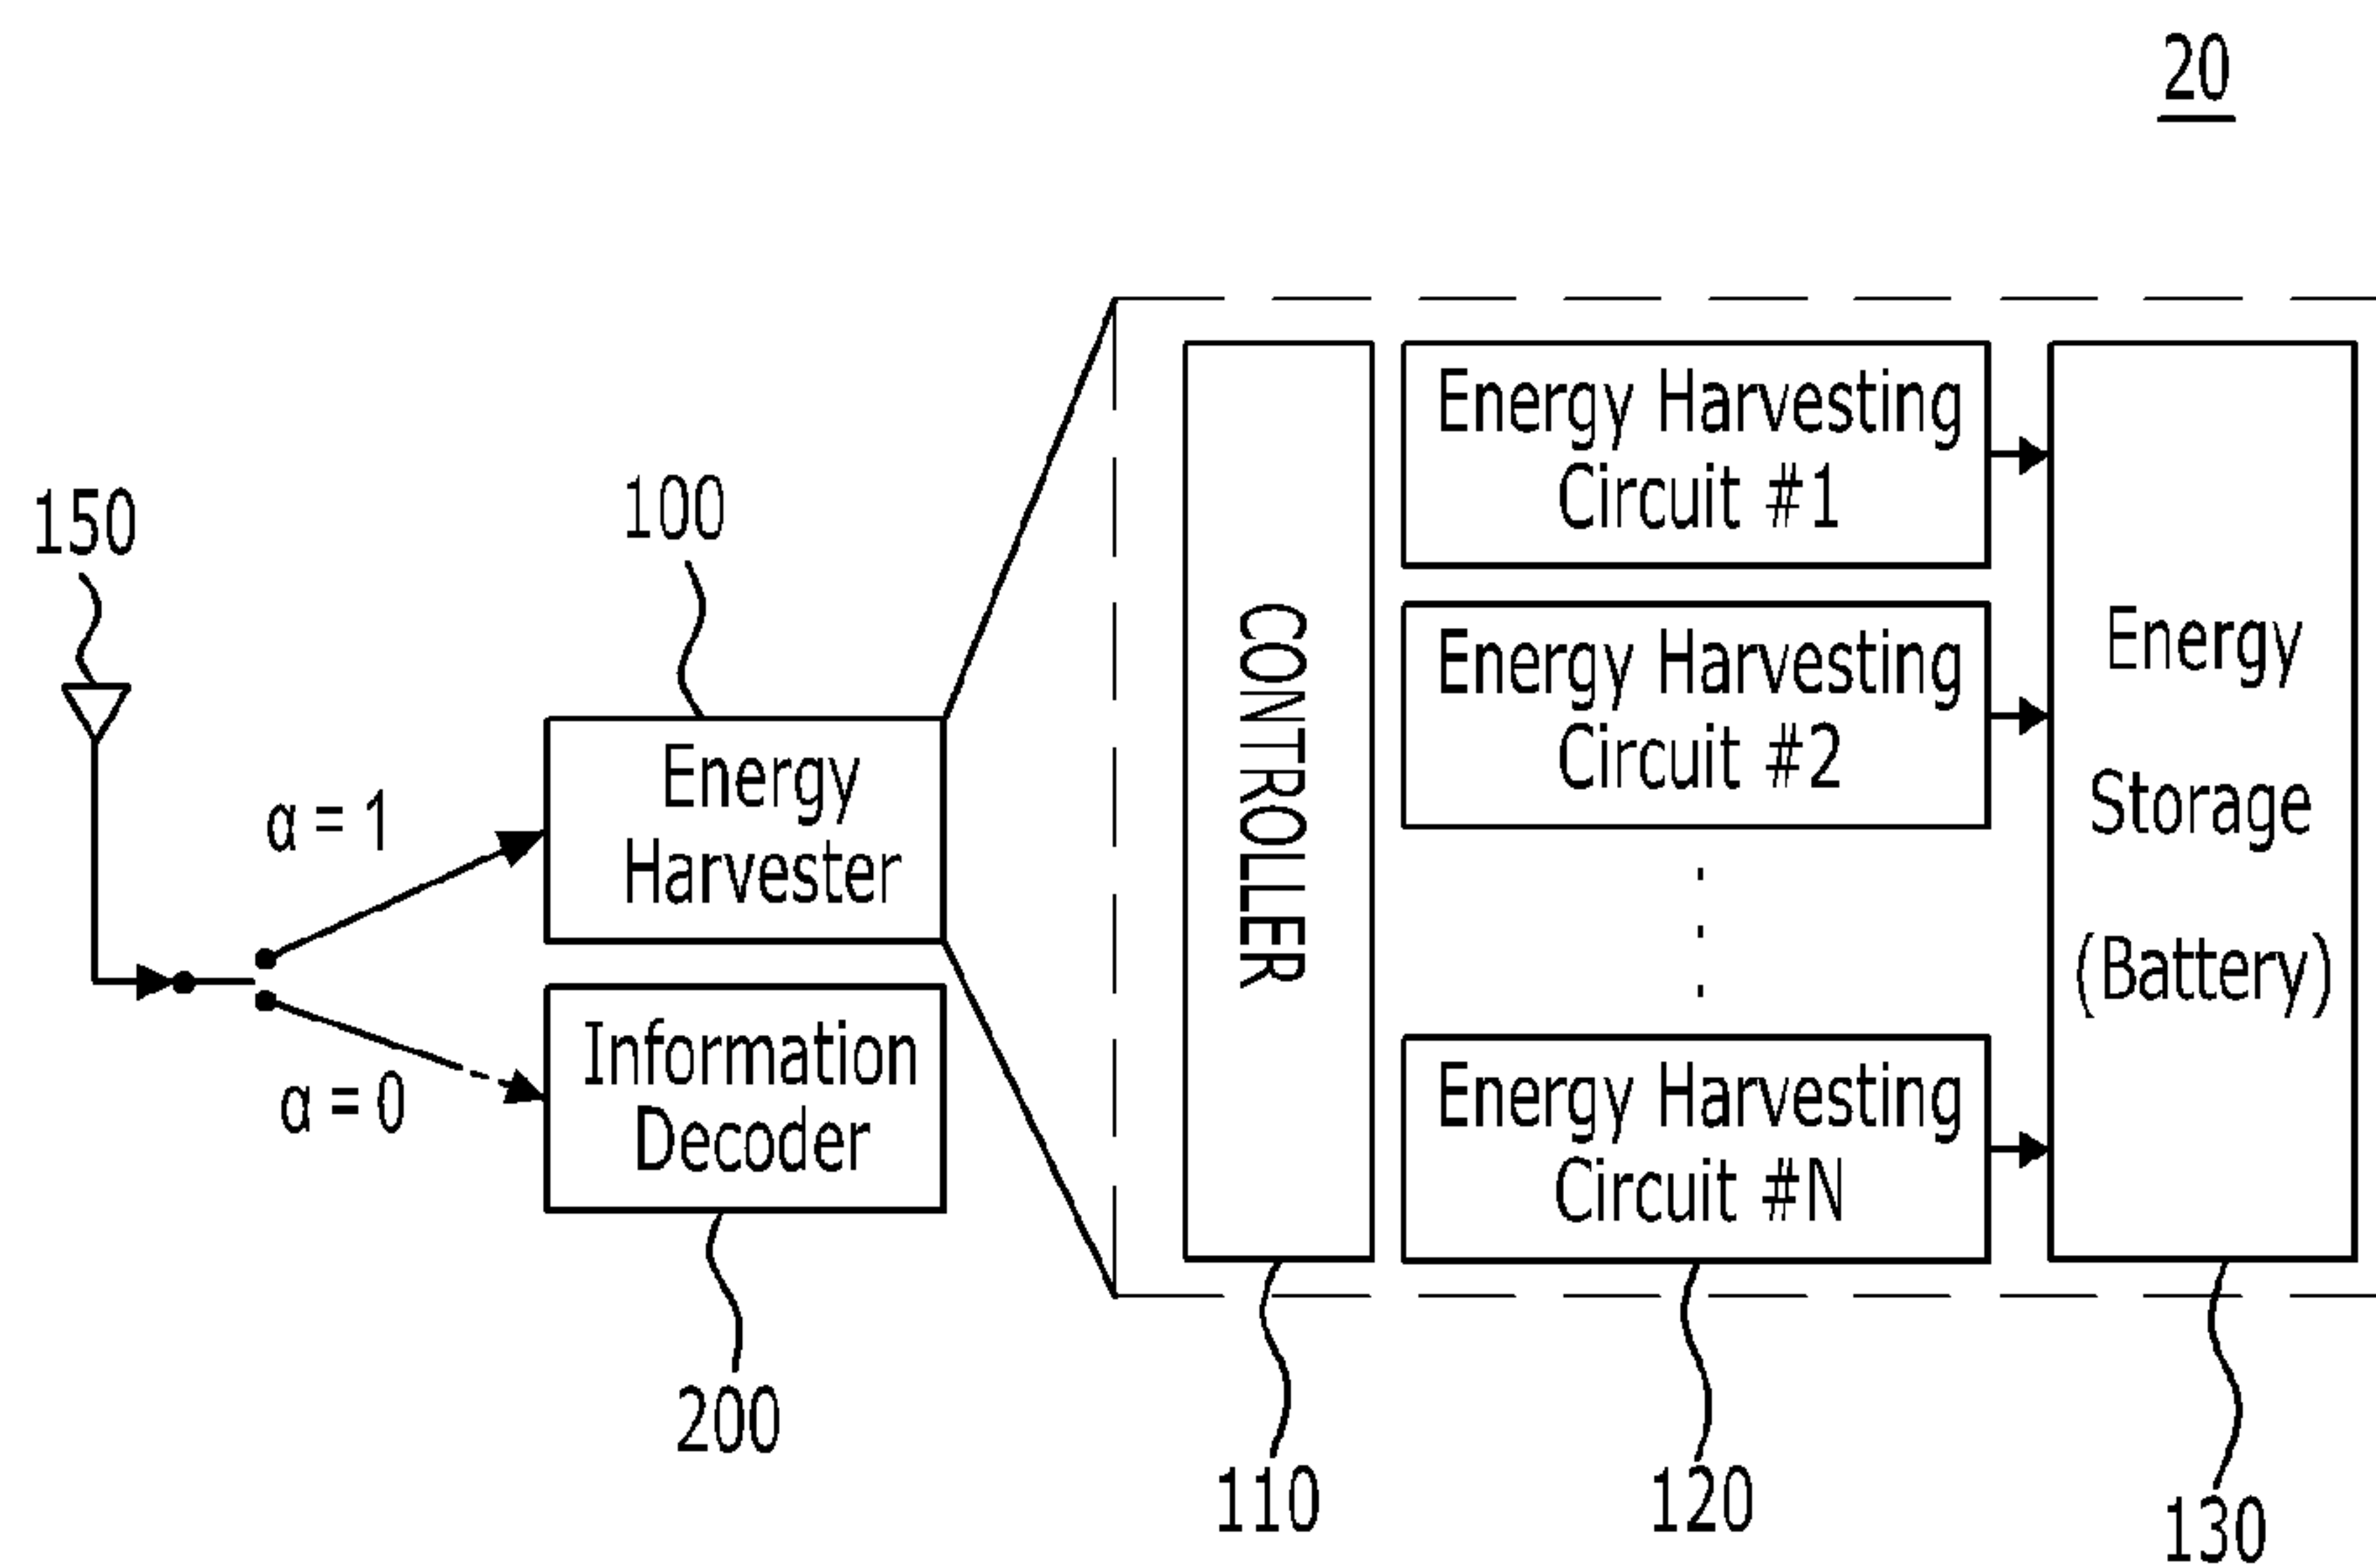 20
150
100
α = 1
α = 0
Energy
Harvester
Information
Decoder
200
CONTROLLER
Energy Harvesting
Circuit #1
Energy Harvesting
Circuit #2
Energy Harvesting
Circuit #N
Energy
Storage
(Battery)
110
120
130